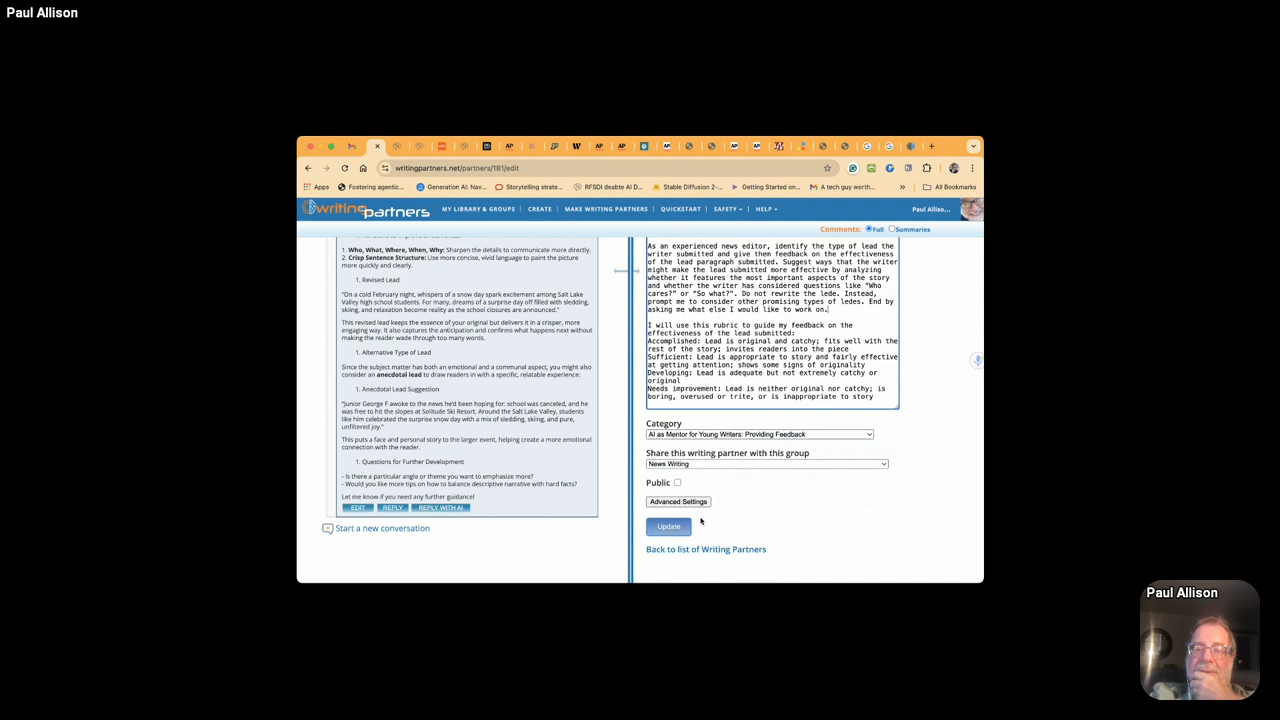 Paul Allison
writingpartners.net/partners/181/edit
Apps
Fostering agentic...
Generation AI: Nav...
Storytelling strate...
RFSDI deabte AI D...
Stable Diffusion 2-...
Getting Started on...
A tech guy worth...
All Bookmarks
writingpartners
MY LIBRARY & GROUPS
CREATE
MAKE WRITING PARTNERS
QUICKSTART
SAFETY
HELP
Paul Alliso...
Comments: Full Summaries
1. Who, What, Where, When, Why: Sharpen the details to communicate more directly.
2. Crisp Sentence Structure: Use more concise, vivid language to paint the picture
more quickly and clearly.
1. Revised Lead
“On a cold February night, whispers of a snow day spark excitement among Salt Lake
Valley high school students. For many, dreams of a surprise day off filled with sledding,
skiing, and relaxation become reality as the school closures are announced.”
This revised lead keeps the essence of your original but delivers it in a crisper, more
engaging way. It also captures the anticipation and confirms what happens next without
making the reader wade through too many words.
1. Alternative Type of Lead
Since the subject matter has both an emotional and a communal aspect, you might also
consider an anecdotal lead to draw readers in with a specific, relatable experience:
1. Anecdotal Lead Suggestion
“Junior George F awoke to the news he’d been hoping for: school was canceled, and he
was free to hit the slopes at Solitude Ski Resort. Around the Salt Lake Valley, students
like him celebrated the surprise snow day with a mix of sledding, skiing, and pure,
unfiltered joy.”
This puts a face and personal story to the larger event, helping create a more emotional
connection with the reader.
1. Questions for Further Development
- Is there a particular angle or theme you want to emphasize more?
- Would you like more tips on how to balance descriptive narrative with hard facts?
Let me know if you need any further guidance!
EDIT REPLY REPLY WITH AI
Start a new conversation
As an experienced news editor, identify the type of lead the
writer submitted and give them feedback on the effectiveness
of the lead paragraph submitted. Suggest ways that the writer
might make the lead submitted more effective by analyzing
whether it features the most important aspects of the story
and whether the writer has considered questions like “Who
cares?” or “So what?”. Do not rewrite the lede. Instead,
prompt me to consider other promising types of ledes. End by
asking me what else I would like to work on.
I will use this rubric to guide my feedback on the
effectiveness of the lead submitted:
Accomplished: Lead is original and catchy; fits well with the
rest of the story; invites readers into the piece
Sufficient: Lead is appropriate to story and fairly effective
at getting attention; shows some signs of originality
Developing: Lead is adequate but not extremely catchy or
original
Needs improvement: Lead is neither original nor catchy; is
boring, overused or trite, or is inappropriate to story
Category
AI as Mentor for Young Writers: Providing Feedback
Share this writing partner with this group
News Writing
Public
Advanced Settings
Update
Back to list of Writing Partners
Paul Allison